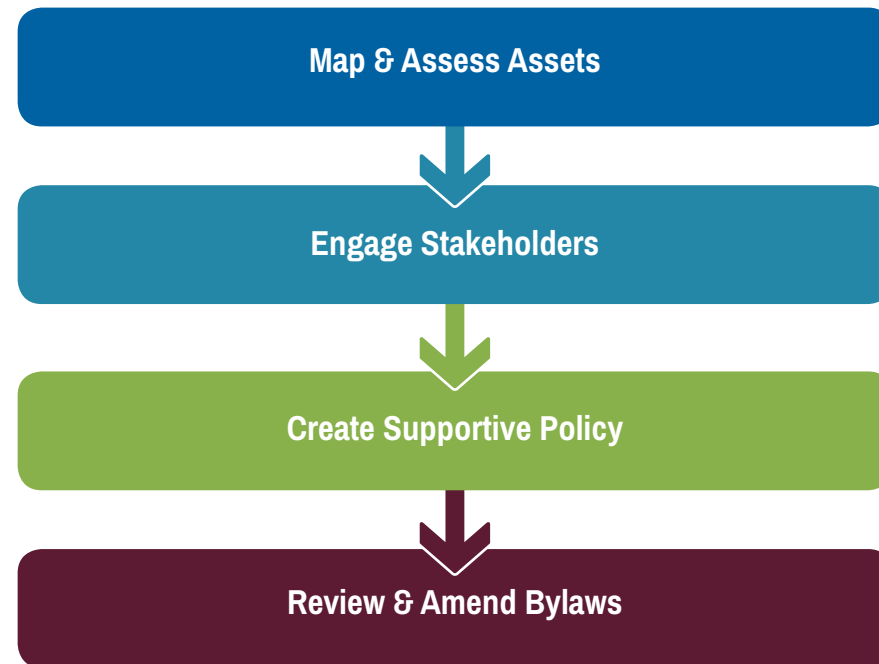 Map & Assess Assets
Engage Stakeholders
Create Supportive Policy
Review & Amend Bylaws